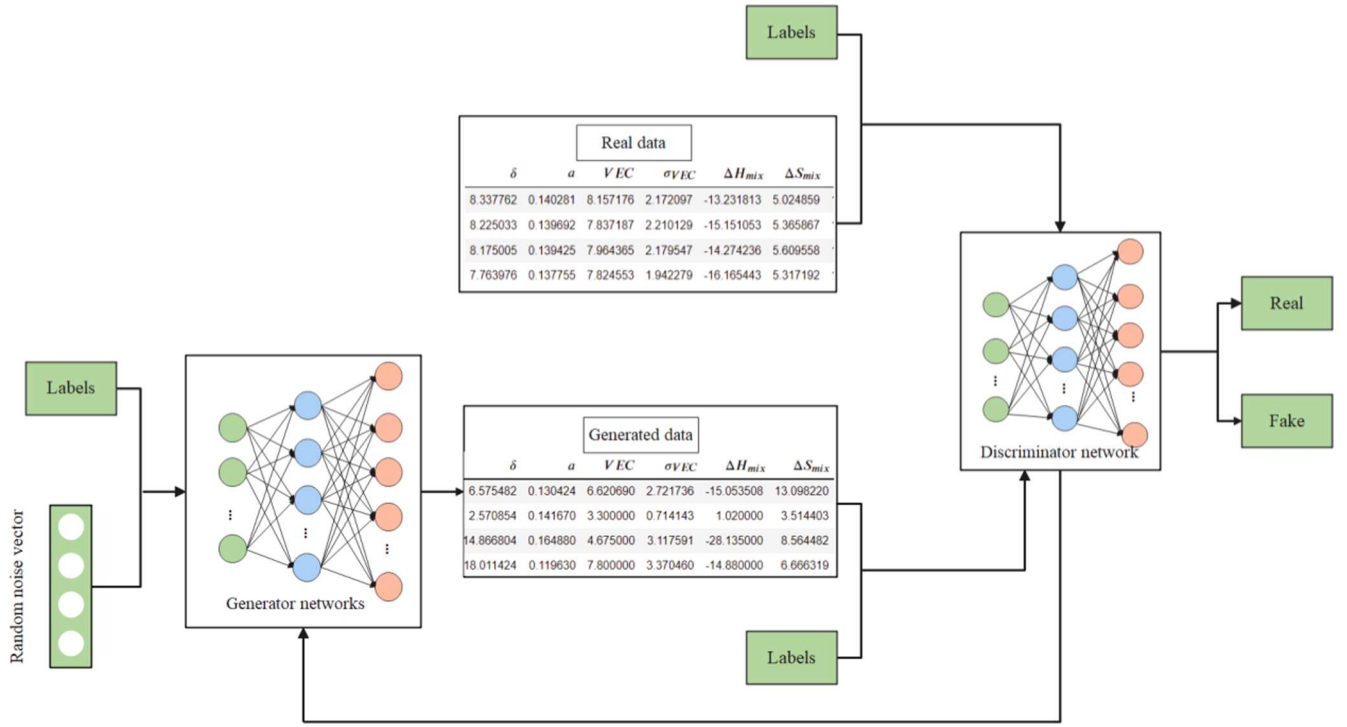 Labels
Real data
δ a VEC σVEC ΔHmix ΔSmix
8.337762 0.140281 8.157176 2.172097 -13.231813 5.024859
8.225033 0.139692 7.837187 2.210129 -15.151053 5.365867
8.175005 0.139425 7.964365 2.179547 -14.274236 5.609558
7.763976 0.137755 7.824553 1.942279 -16.165443 5.317192
Discriminator network
Real
Fake
Labels
Random noise vector
Generator networks
Generated data
δ a VEC σVEC ΔHmix ΔSmix
6.575482 0.130424 6.620690 2.721736 -15.053508 13.098220
2.570854 0.141670 3.300000 0.714143 1.020000 3.514403
14.866804 0.164880 4.675000 3.117591 -28.135000 8.564482
18.011424 0.119630 7.800000 3.370460 -14.880000 6.666319
Labels